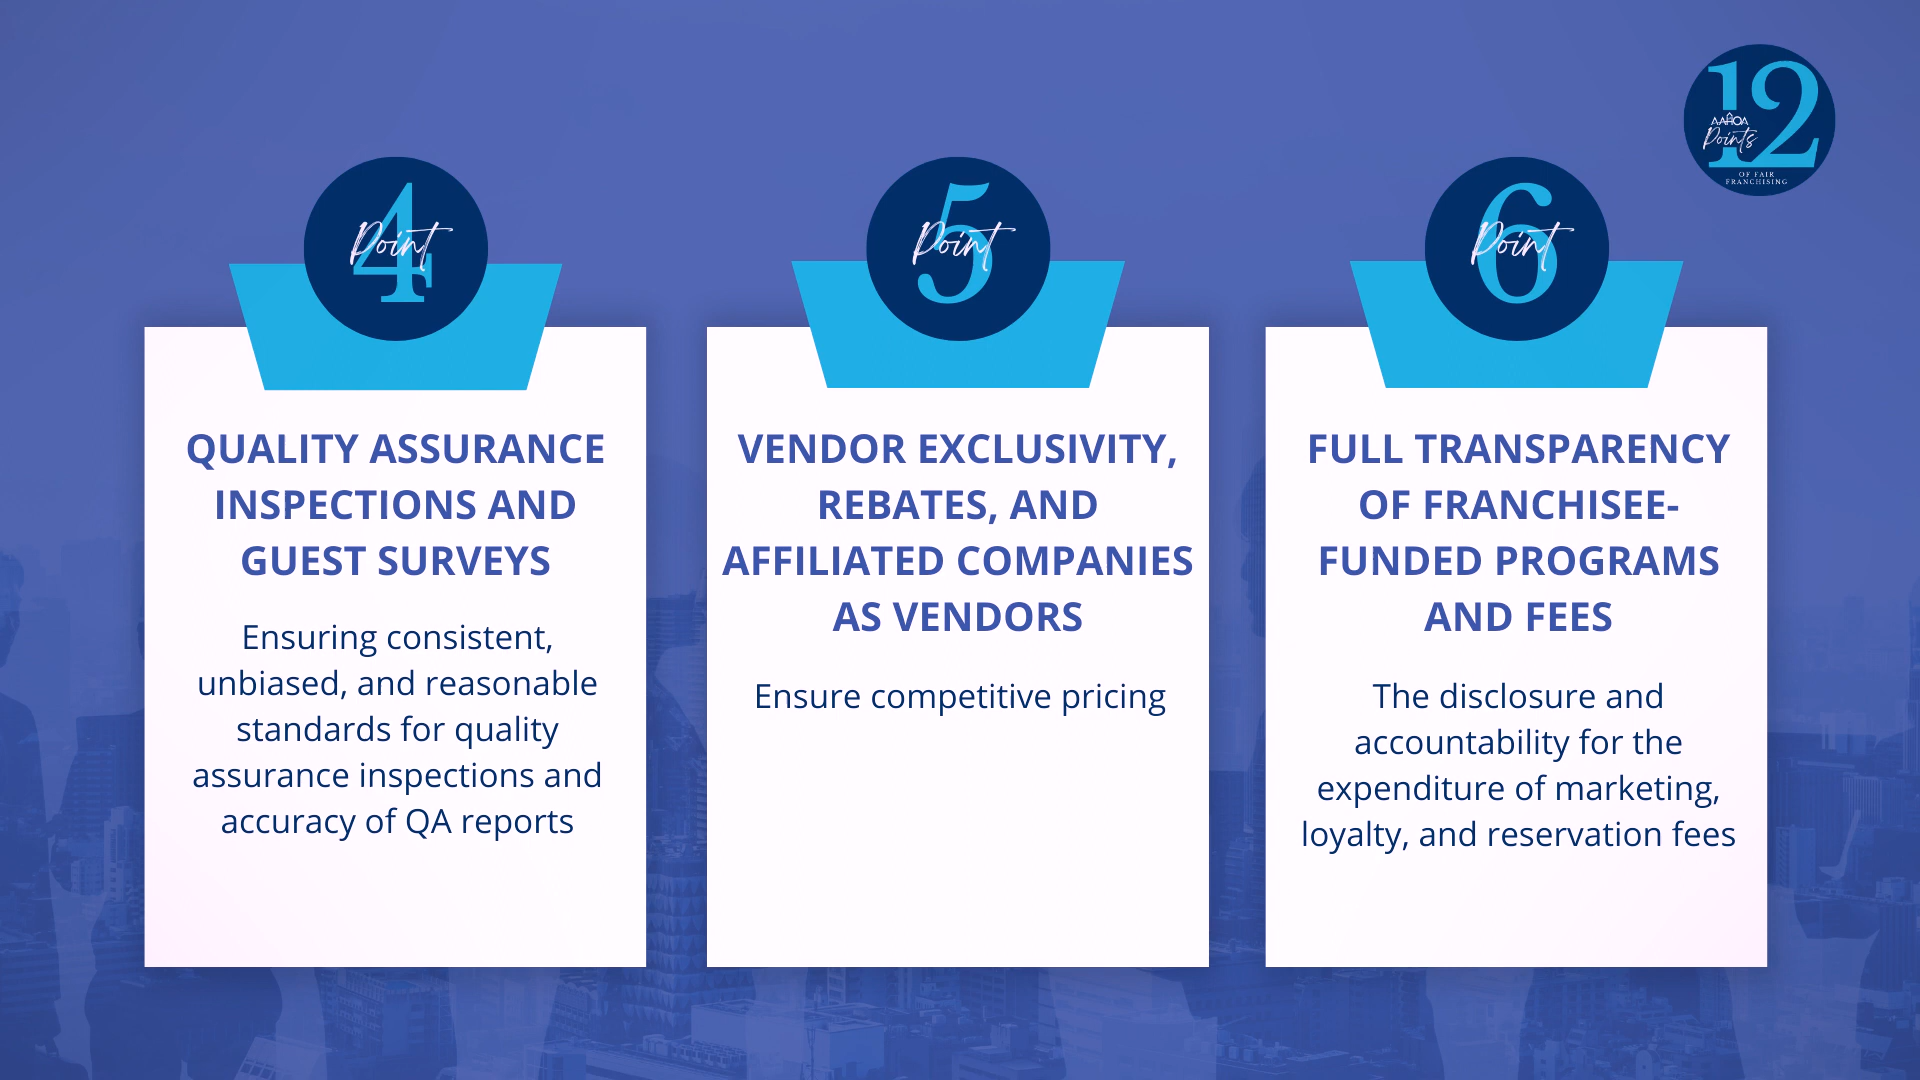 12
AAHOA
Points
OF FAIR
FRANCHISING
4
Point
QUALITY ASSURANCE
INSPECTIONS AND
GUEST SURVEYS
Ensuring consistent,
unbiased, and reasonable
standards for quality
assurance inspections and
accuracy of QA reports
5
Point
VENDOR EXCLUSIVITY,
REBATES, AND
AFFILIATED COMPANIES
AS VENDORS
Ensure competitive pricing
6
Point
FULL TRANSPARENCY
OF FRANCHISEE-
FUNDED PROGRAMS
AND FEES
The disclosure and
accountability for the
expenditure of marketing,
loyalty, and reservation fees